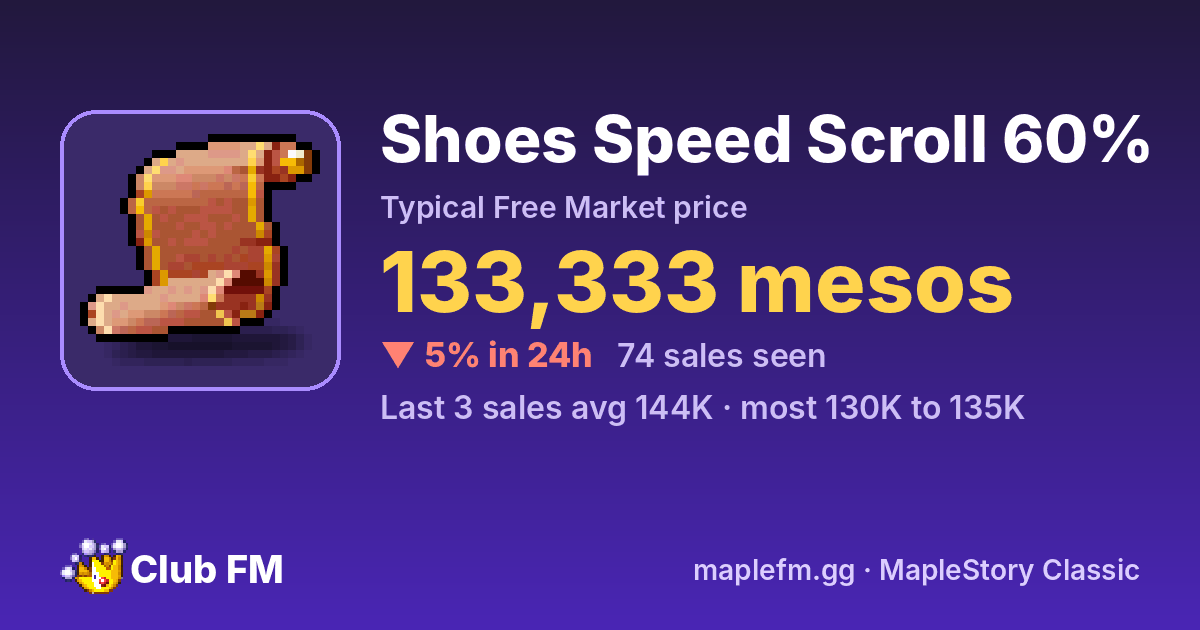 Shoes Speed Scroll 60%
Typical Free Market price
133,333 mesos
▼ 5% in 24h 74 sales seen
Last 3 sales avg 144K · most 130K to 135K
Club FM
maplefm.gg · MapleStory Classic